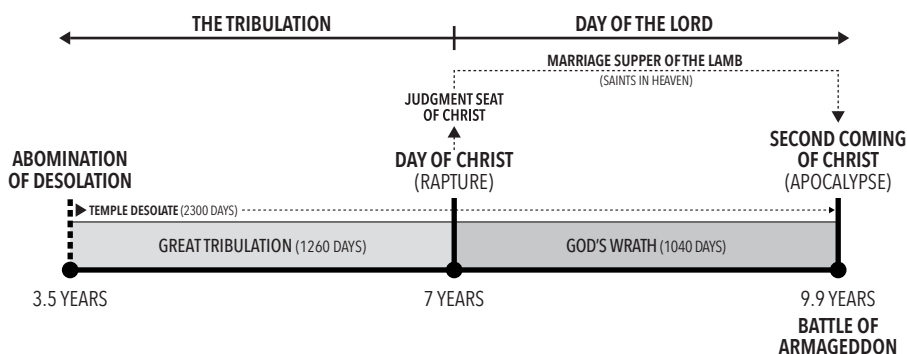 THE TRIBULATION
DAY OF THE LORD
MARRIAGE SUPPER OF THE LAMB
(SAINTS IN HEAVEN)
JUDGMENT SEAT
OF CHRIST
ABOMINATION
OF DESOLATION
DAY OF CHRIST
(RAPTURE)
SECOND COMING
OF CHRIST
(APOCALYPSE)
TEMPLE DESOLATE (2300 DAYS)
GREAT TRIBULATION (1260 DAYS)
GOD'S WRATH (1040 DAYS)
3.5 YEARS
7 YEARS
9.9 YEARS
BATTLE OF
ARMAGEDDON